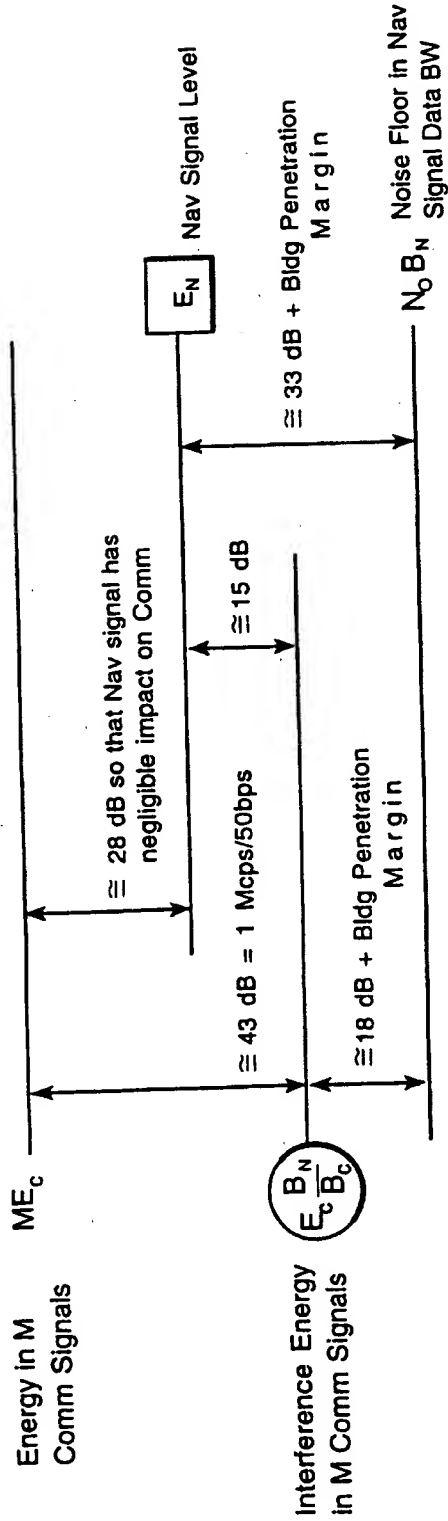 Energy in M
Comm Signals
ME_C
≅ 28 dB so that Nav signal has
negligible impact on Comm
E_N
Nav Signal Level
≅ 43 dB = 1 Mcps/50bps
≅15 dB
≅ 33 dB + Bldg Penetration
Margin
Interference Energy
in M Comm Signals
E_C B_N
B_C
≅18 dB + Bldg Penetration
Margin
N_O B_N
Noise Floor in Nav
Signal Data BW